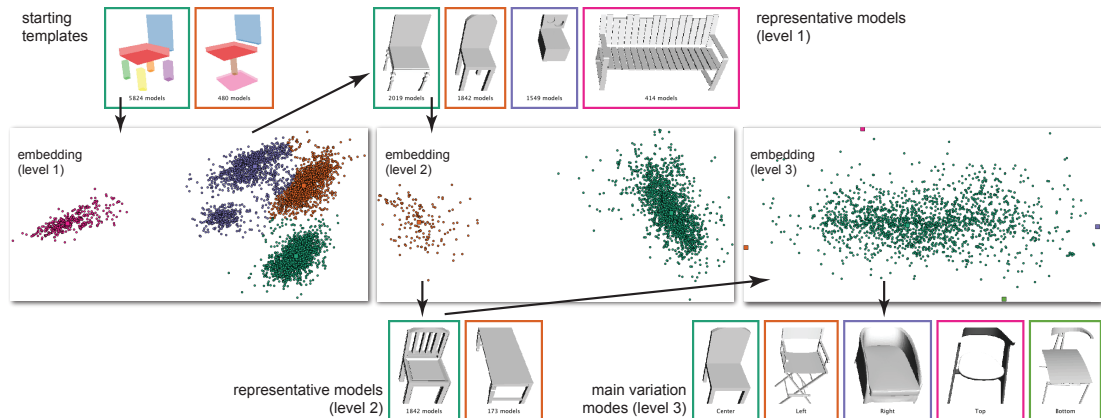 starting
templates
5824 models
480 models
2019 models
1842 models
1549 models
414 models
representative models
(level 1)
embedding
(level 1)
embedding
(level 2)
embedding
(level 3)
representative models
(level 2)
1842 models
173 models
main variation
modes (level 3)
Center
Left
Right
Top
Bottom